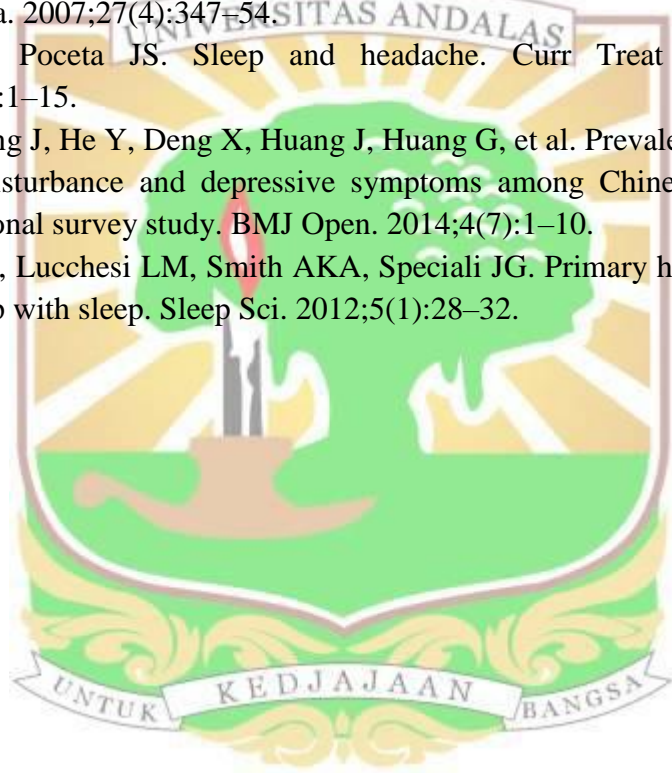 a. 2007;27(4):347–54.
UNIVERSITAS ANDALAS
Poceta JS. Sleep and headache. Curr Treat
:1–15.
ng J, He Y, Deng X, Huang J, Huang G, et al. Prevale
isturbance and depressive symptoms among Chine
onal survey study. BMJ Open. 2014;4(7):1–10.
, Lucchesi LM, Smith AKA, Speciali JG. Primary h
p with sleep. Sleep Sci. 2012;5(1):28–32.
UNTUK KEDJAJAAN BANGSA